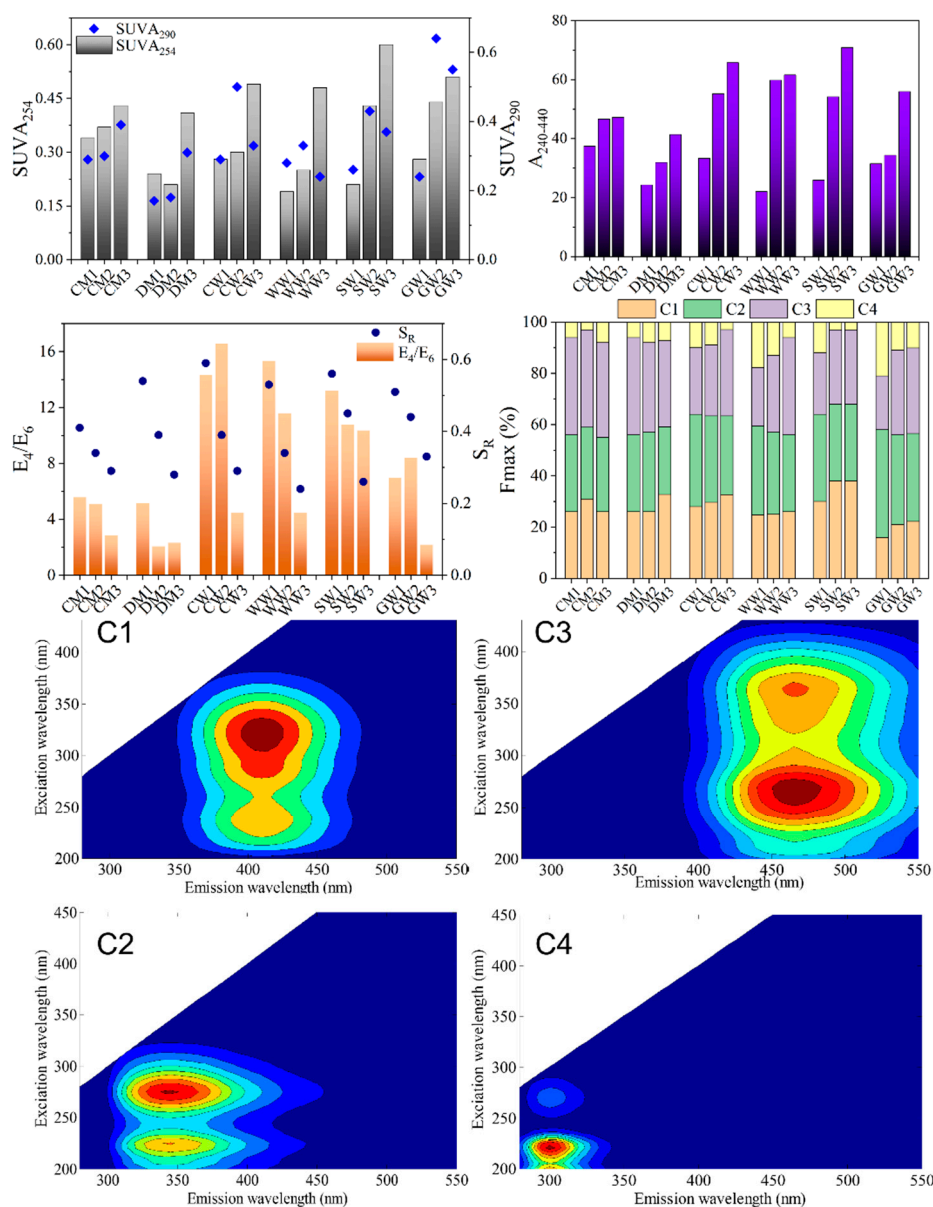 SUVA290
SUVA254
SUVA254
0.60
0.45
0.30
0.15
0.00
SUVA290
0.6
0.4
0.2
0.0
CM1 CM2 CM3 DM1 DM2 DM3 CW1 CW2 CW3 WW1 WW2 WW3 SW1 SW2 SW3 GW1 GW2 GW3
A240-440
80
60
40
20
0
CM1 CM2 CM3 DM1 DM2 DM3 CW1 CW2 CW3 WW1 WW2 WW3 SW1 SW2 SW3 GW1 GW2 GW3
SR
E4/E6
E4/E6
16
12
8
4
0
SR
0.6
0.4
0.2
0.0
CM1 CM2 CM3 DM1 DM2 DM3 CW1 CW2 CW3 WW1 WW2 WW3 SW1 SW2 SW3 GW1 GW2 GW3
C1 C2 C3 C4
Fmax (%)
100
80
60
40
20
0
CM1 CM2 CM3 DM1 DM2 DM3 CW1 CW2 CW3 WW1 WW2 WW3 SW1 SW2 SW3 GW1 GW2 GW3
C1
Exciation wavelength (nm)
400
350
300
250
200
300 350 400 450 500 550
Emission wavelength (nm)
C3
Exciation wavelength (nm)
400
350
300
250
200
300 350 400 450 500 550
Emission wavelength (nm)
C2
Exciation wavelength (nm)
450
400
350
300
250
200
300 350 400 450 500 550
Emission wavelength (nm)
C4
Exciation wavelength (nm)
450
400
350
300
250
200
300 350 400 450 500 550
Emission wavelength (nm)